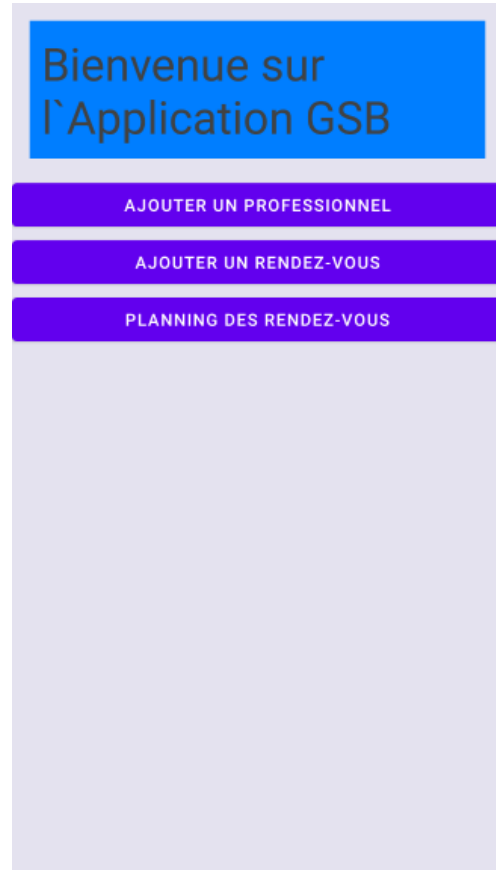 Bienvenue sur
l`Application GSB
AJOUTER UN PROFESSIONNEL
AJOUTER UN RENDEZ-VOUS
PLANNING DES RENDEZ-VOUS